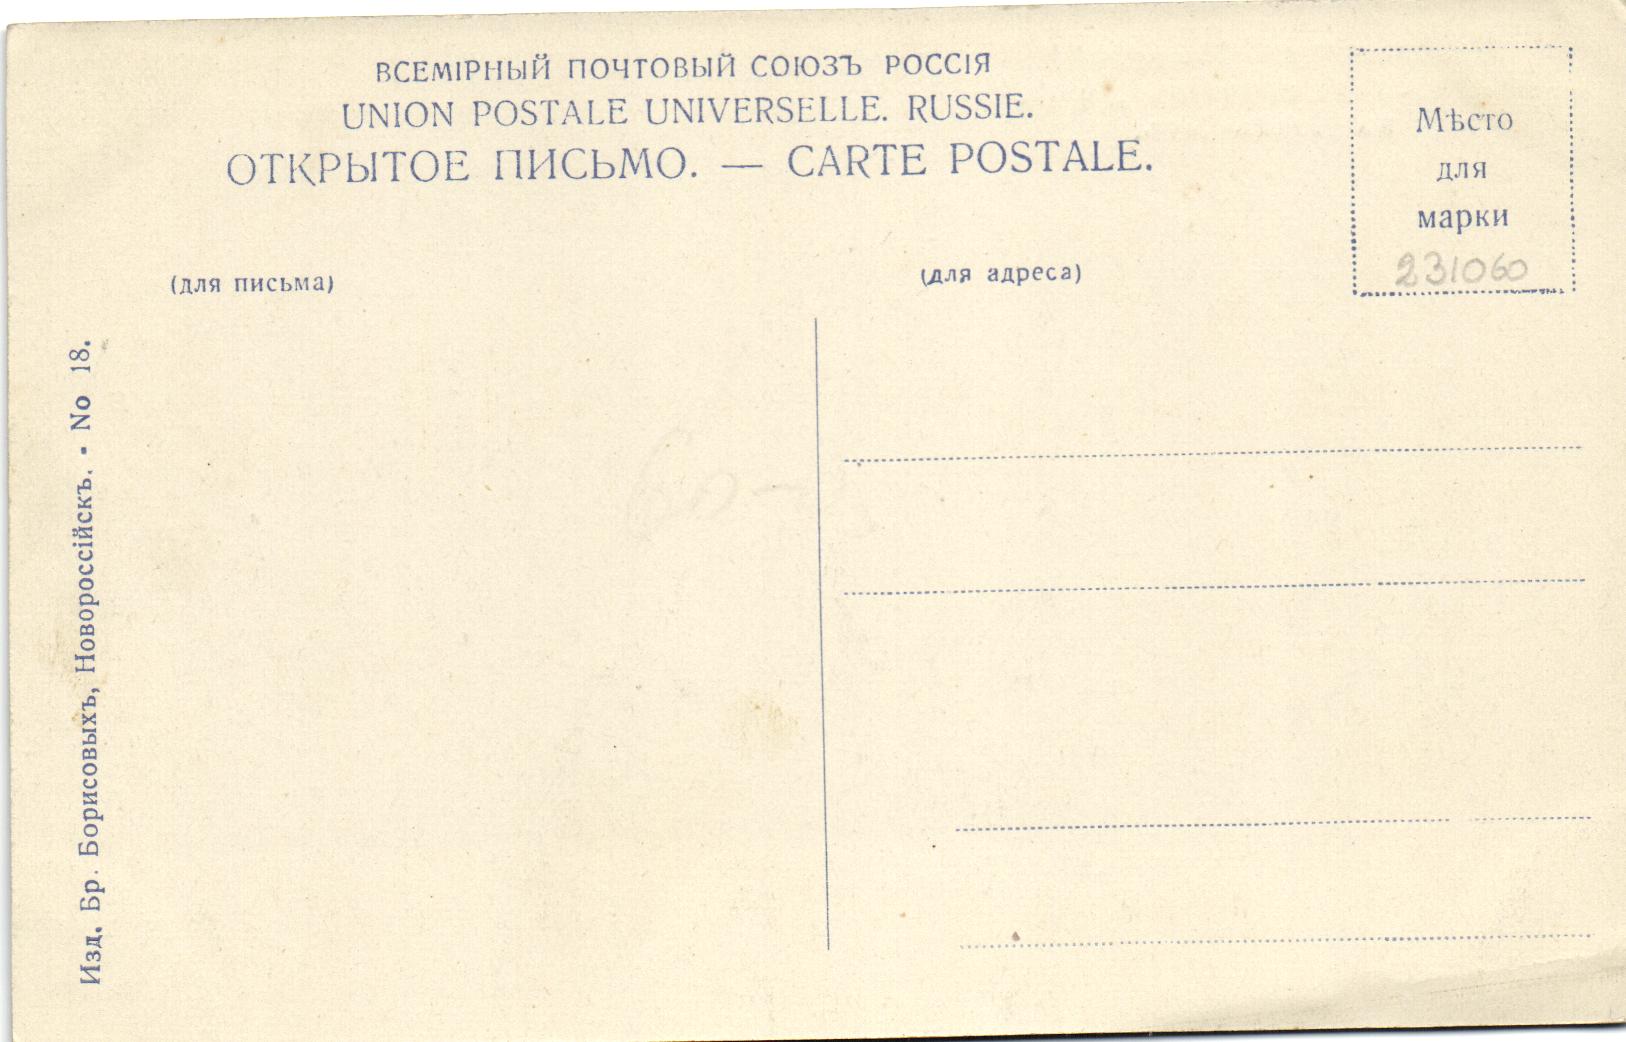 ВСЕМІРНЫЙ ПОЧТОВЫЙ СОЮЗЪ РОССІЯ
UNION POSTALE UNIVERSELLE. RUSSIE.
ОТКРЫТОЕ ПИСЬМО. — CARTE POSTALE.
Мѣсто
для
марки
231060
(для письма)
(для адреса)
Изд. Бр. Борисовыхъ, Новороссійскъ. • No 18.